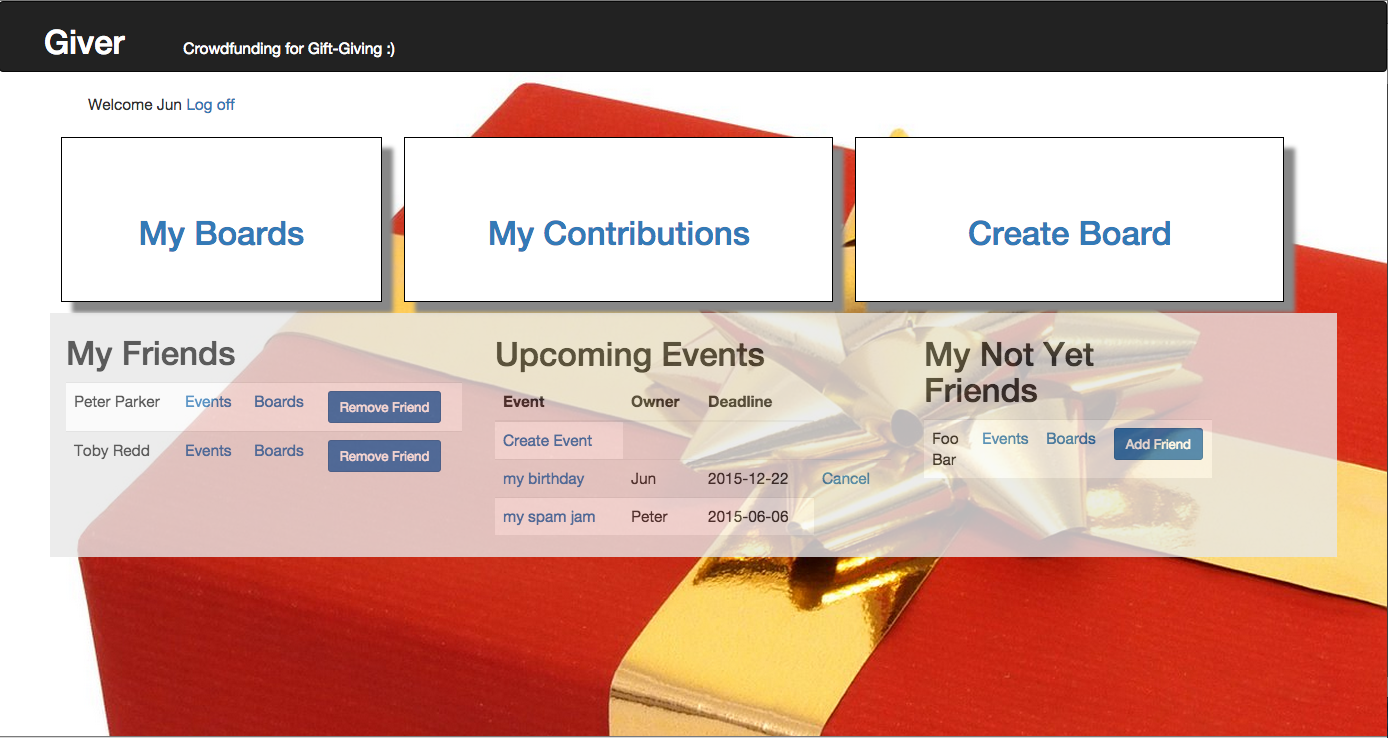 Giver Crowdfunding for Gift-Giving :)
Welcome Jun Log off
My Boards
My Contributions
Create Board
My Friends
Peter Parker Events Boards Remove Friend
Toby Redd Events Boards Remove Friend
Upcoming Events
Event Owner Deadline
Create Event
my birthday Jun 2015-12-22 Cancel
my spam jam Peter 2015-06-06
My Not Yet
Friends
Foo Events Boards Add Friend
Bar